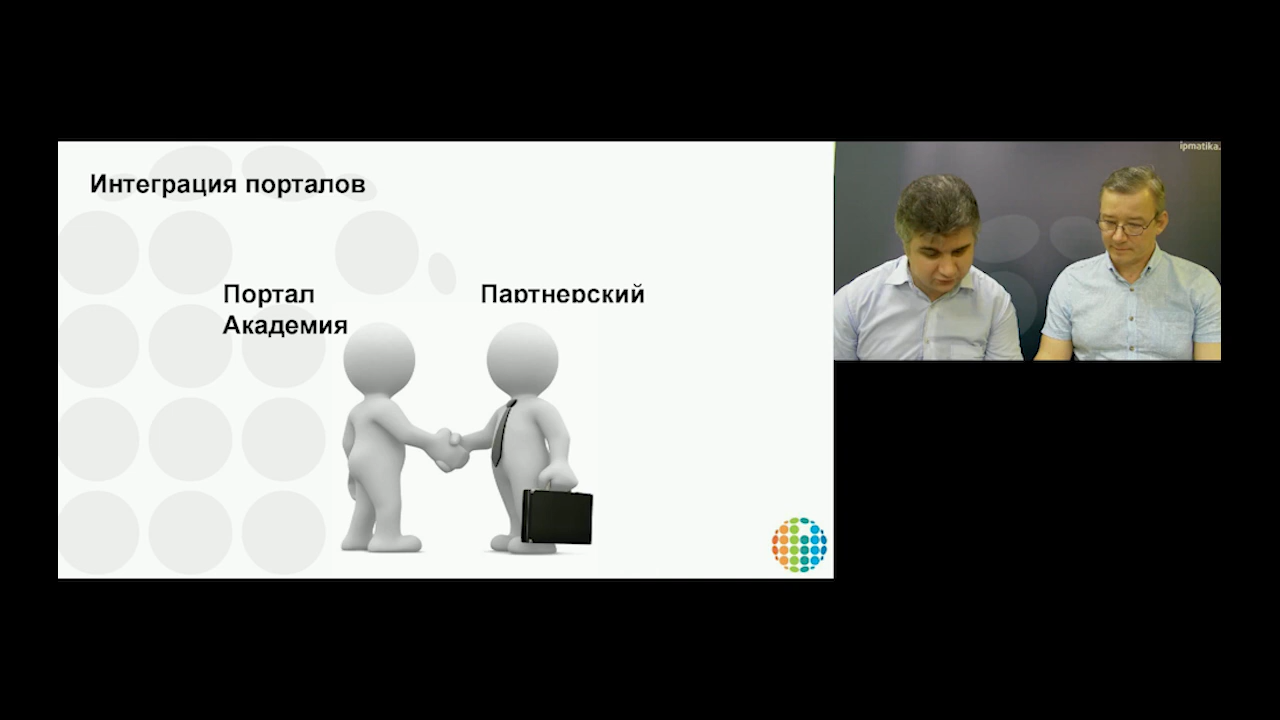 Интеграция порталов
Портал
Академия
Партнерский
ipmatika.